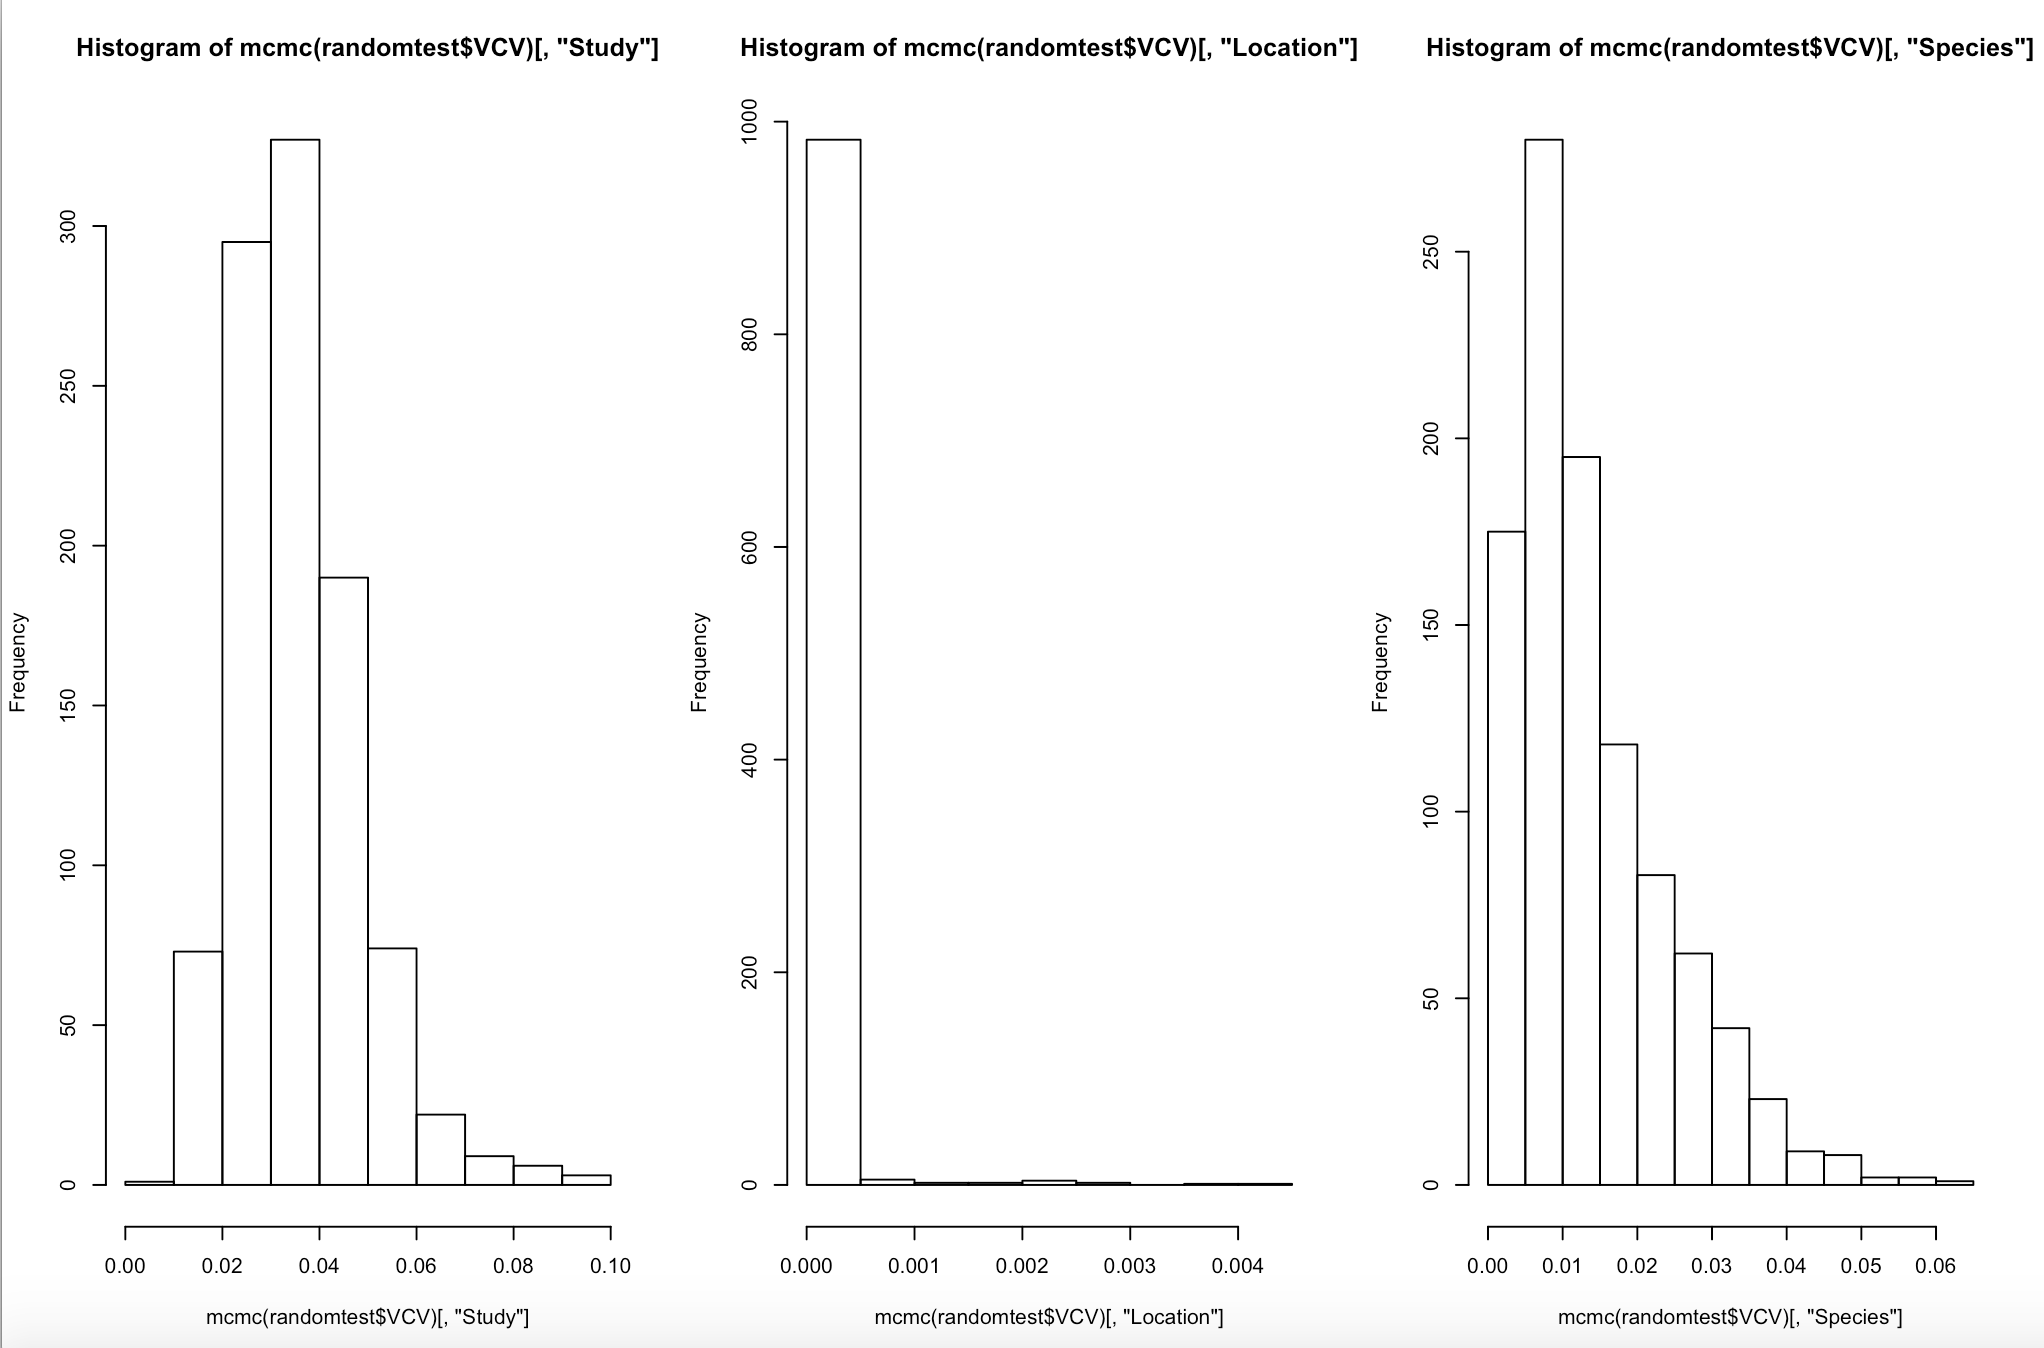 Histogram of mcmc(randomtest$VCV)[, "Study"]
Frequency
300
250
200
150
100
50
0
0.00 0.02 0.04 0.06 0.08 0.10
mcmc(randomtest$VCV)[, "Study"]
Histogram of mcmc(randomtest$VCV)[, "Location"]
Frequency
1000
800
600
400
200
0
0.000 0.001 0.002 0.003 0.004
mcmc(randomtest$VCV)[, "Location"]
Histogram of mcmc(randomtest$VCV)[, "Species"]
Frequency
250
200
150
100
50
0
0.00 0.01 0.02 0.03 0.04 0.05 0.06
mcmc(randomtest$VCV)[, "Species"]